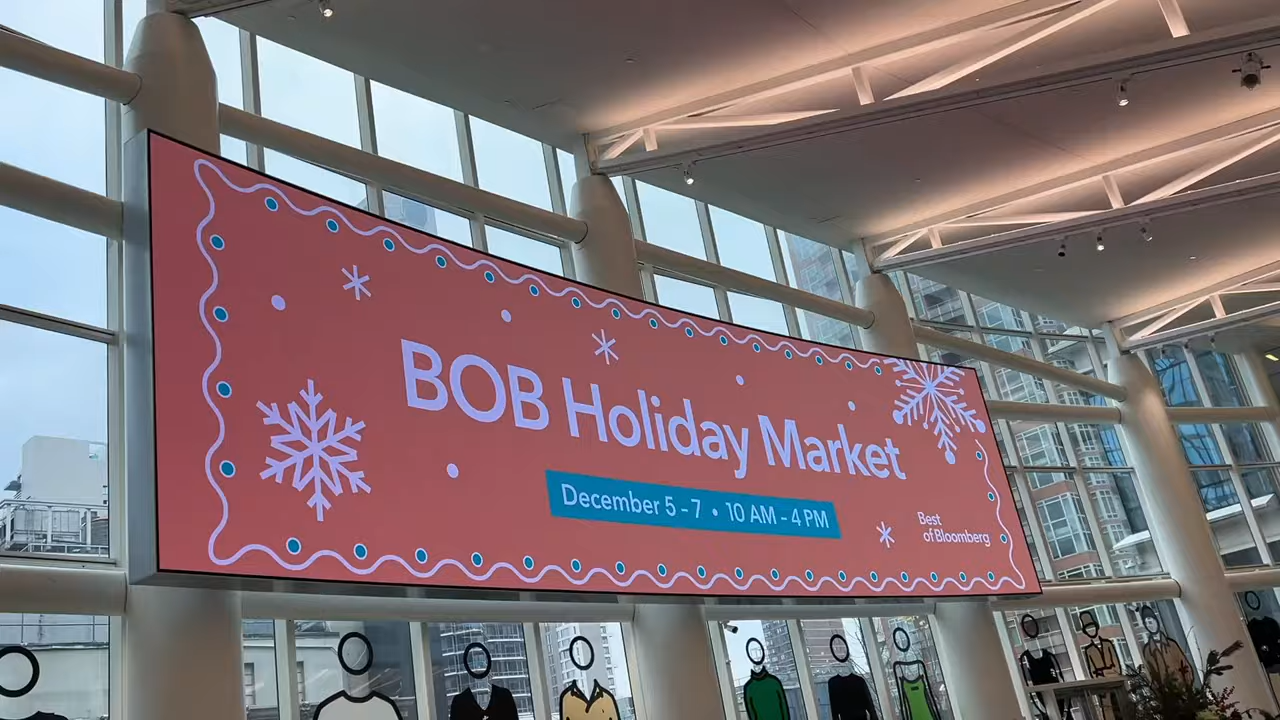 BOB Holiday Market
December 5 - 7 • 10 AM - 4 PM
Best
of Bloomberg